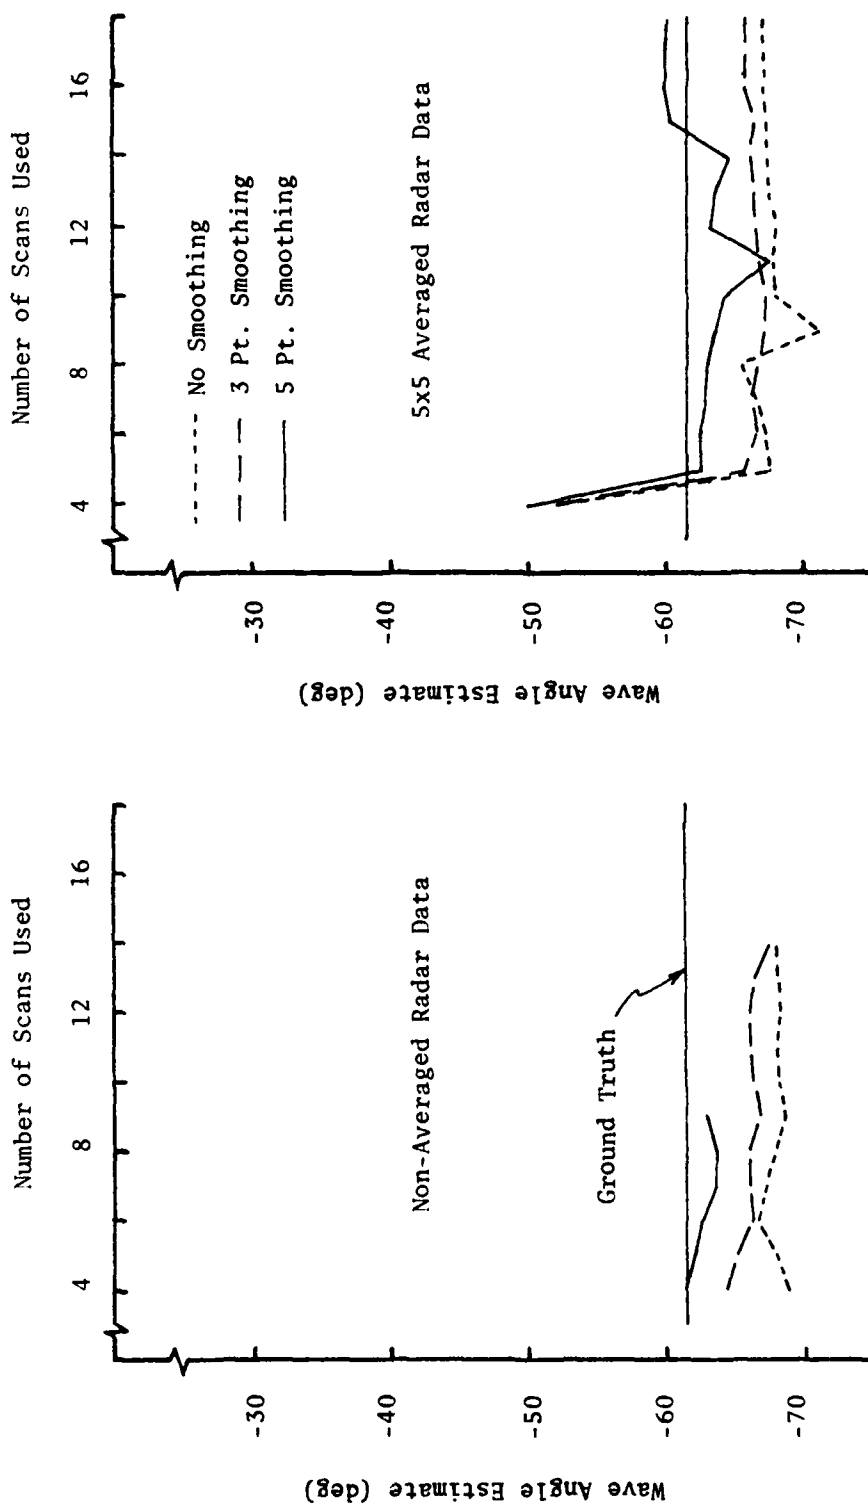 Number of Scans Used
4
8
12
16
-30
-40
-50
-60
-70
Wave Angle Estimate (deg)
Non-Averaged Radar Data
Ground Truth
Number of Scans Used
4
8
12
16
-30
-40
-50
-60
-70
Wave Angle Estimate (deg)
No Smoothing
3 Pt. Smoothing
5 Pt. Smoothing
5x5 Averaged Radar Data